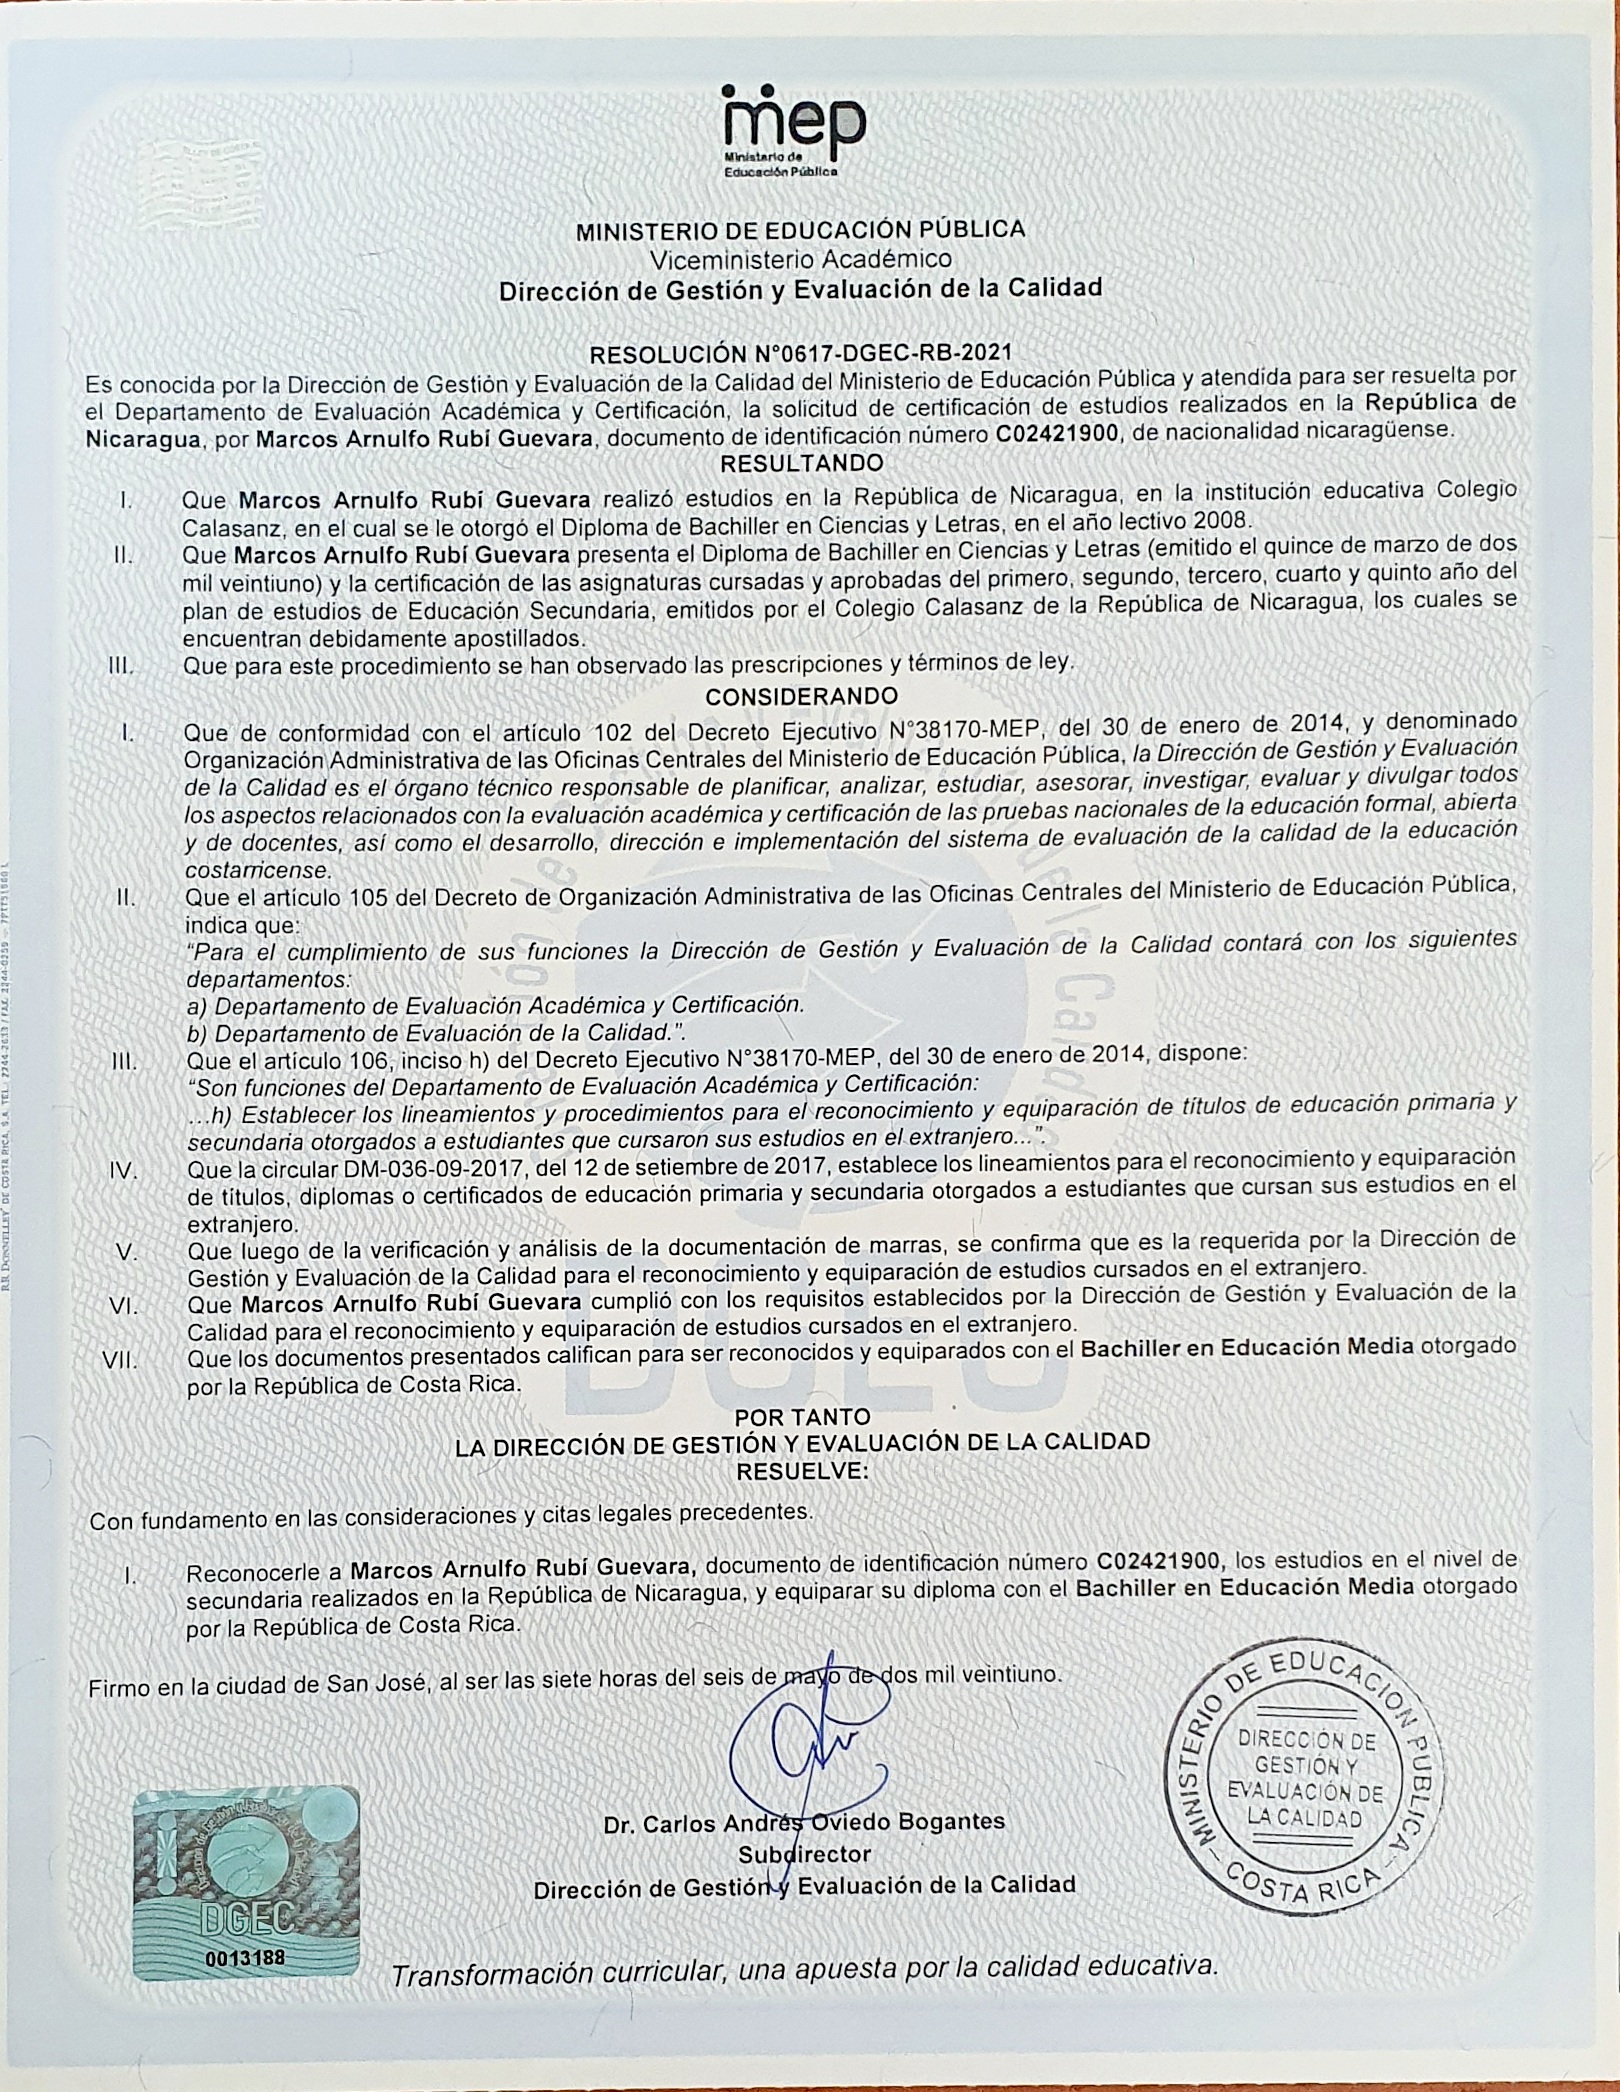 mep
Ministerio de
Educación Pública
MINISTERIO DE EDUCACIÓN PÚBLICA
Viceministerio Académico
Dirección de Gestión y Evaluación de la Calidad
RESOLUCIÓN N°0617-DGEC-RB-2021
Es conocida por la Dirección de Gestión y Evaluación de la Calidad del Ministerio de Educación Pública y atendida para ser resuelta por
el Departamento de Evaluación Académica y Certificación, la solicitud de certificación de estudios realizados en la República de
Nicaragua, por Marcos Arnulfo Rubí Guevara, documento de identificación número C02421900, de nacionalidad nicaragüense.
RESULTANDO
I. Que Marcos Arnulfo Rubí Guevara realizó estudios en la República de Nicaragua, en la institución educativa Colegio
Calasanz, en el cual se le otorgó el Diploma de Bachiller en Ciencias y Letras, en el año lectivo 2008.
II. Que Marcos Arnulfo Rubí Guevara presenta el Diploma de Bachiller en Ciencias y Letras (emitido el quince de marzo de dos
mil veintiuno) y la certificación de las asignaturas cursadas y aprobadas del primero, segundo, tercero, cuarto y quinto año del
plan de estudios de Educación Secundaria, emitidos por el Colegio Calasanz de la República de Nicaragua, los cuales se
encuentran debidamente apostillados.
III. Que para este procedimiento se han observado las prescripciones y términos de ley.
CONSIDERANDO
I. Que de conformidad con el artículo 102 del Decreto Ejecutivo N°38170-MEP, del 30 de enero de 2014, y denominado
Organización Administrativa de las Oficinas Centrales del Ministerio de Educación Pública, la Dirección de Gestión y Evaluación
de la Calidad es el órgano técnico responsable de planificar, analizar, estudiar, asesorar, investigar, evaluar y divulgar todos
los aspectos relacionados con la evaluación académica y certificación de las pruebas nacionales de la educación formal, abierta
y de docentes, así como el desarrollo, dirección e implementación del sistema de evaluación de la calidad de la educación
costarricense.
II. Que el artículo 105 del Decreto de Organización Administrativa de las Oficinas Centrales del Ministerio de Educación Pública,
indica que:
“Para el cumplimiento de sus funciones la Dirección de Gestión y Evaluación de la Calidad contará con los siguientes
departamentos:
a) Departamento de Evaluación Académica y Certificación.
b) Departamento de Evaluación de la Calidad.”.
III. Que el artículo 106, inciso h) del Decreto Ejecutivo N°38170-MEP, del 30 de enero de 2014, dispone:
“Son funciones del Departamento de Evaluación Académica y Certificación:
...h) Establecer los lineamientos y procedimientos para el reconocimiento y equiparación de títulos de educación primaria y
secundaria otorgados a estudiantes que cursaron sus estudios en el extranjero...”.
IV. Que la circular DM-036-09-2017, del 12 de setiembre de 2017, establece los lineamientos para el reconocimiento y equiparación
de títulos, diplomas o certificados de educación primaria y secundaria otorgados a estudiantes que cursan sus estudios en el
extranjero.
V. Que luego de la verificación y análisis de la documentación de marras, se confirma que es la requerida por la Dirección de
Gestión y Evaluación de la Calidad para el reconocimiento y equiparación de estudios cursados en el extranjero.
VI. Que Marcos Arnulfo Rubí Guevara cumplió con los requisitos establecidos por la Dirección de Gestión y Evaluación de la
Calidad para el reconocimiento y equiparación de estudios cursados en el extranjero.
VII. Que los documentos presentados califican para ser reconocidos y equiparados con el Bachiller en Educación Media otorgado
por la República de Costa Rica.
POR TANTO
LA DIRECCIÓN DE GESTIÓN Y EVALUACIÓN DE LA CALIDAD
RESUELVE:
Con fundamento en las consideraciones y citas legales precedentes.
I. Reconocerle a Marcos Arnulfo Rubí Guevara, documento de identificación número C02421900, los estudios en el nivel de
secundaria realizados en la República de Nicaragua, y equiparar su diploma con el Bachiller en Educación Media otorgado
por la República de Costa Rica.
Firmo en la ciudad de San José, al ser las siete horas del seis de mayo de dos mil veintiuno.
Dr. Carlos Andrés Oviedo Bogantes
Subdirector
Dirección de Gestión y Evaluación de la Calidad
MINISTERIO DE EDUCACION PUBLICA
DIRECCIÓN DE
GESTIÓN Y
EVALUACIÓN DE
LA CALIDAD
COSTA RICA
DGEC
0013188
Transformación curricular, una apuesta por la calidad educativa.
DGEC